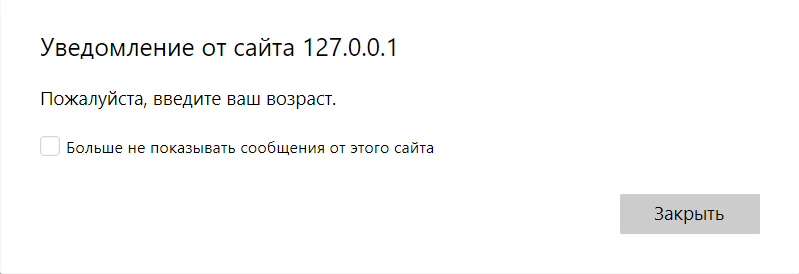 Уведомление от сайта 127.0.0.1
Пожалуйста, введите ваш возраст.
Больше не показывать сообщения от этого сайта
Закрыть